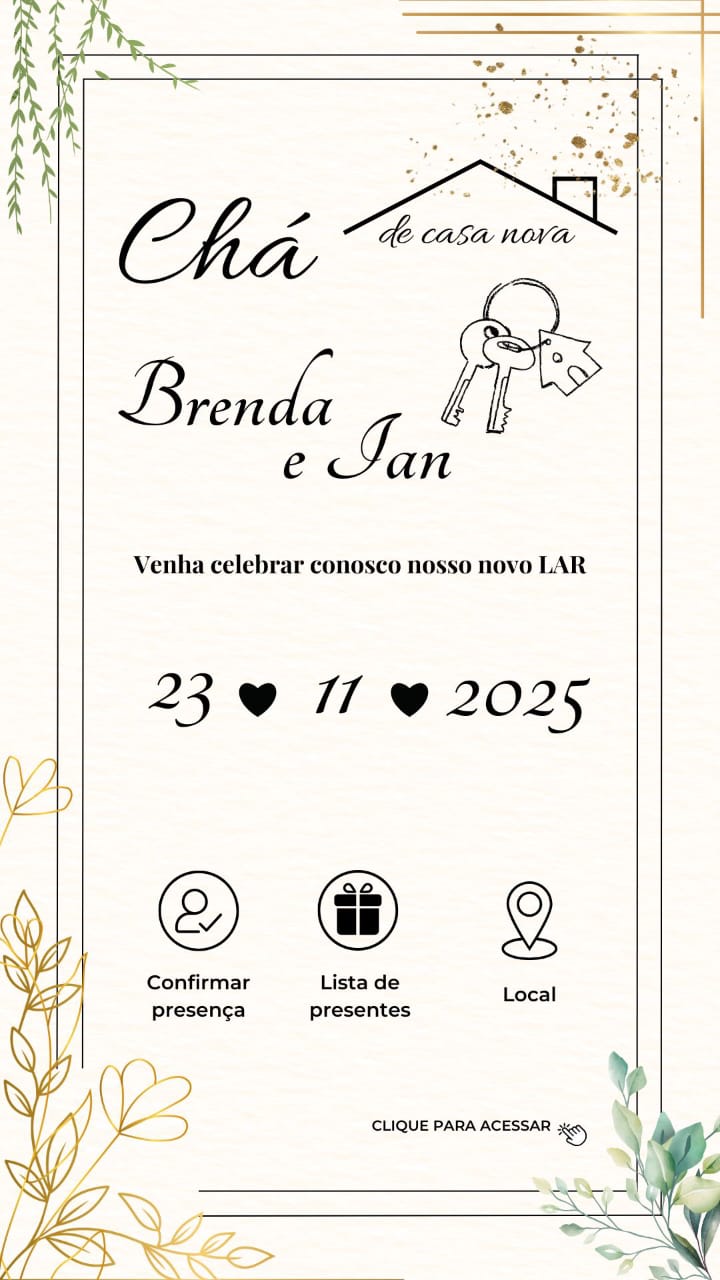 Chá
de casa nova
Brenda
e Ian
Venha celebrar conosco nosso novo LAR
23 11 2025
Confirmar
presença
Lista de
presentes
Local
CLIQUE PARA ACESSAR